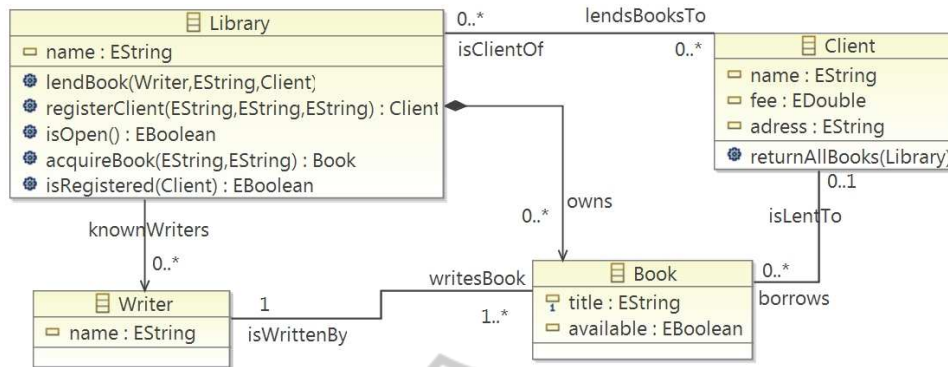 Library
name : EString
lendBook(Writer,EString,Client)
registerClient(EString,EString,EString) : Client
isOpen() : EBoolean
acquireBook(EString,EString) : Book
isRegistered(Client) : EBoolean
0..* lendsBooksTo
isClientOf 0..*
Client
name : EString
fee : EDouble
adress : EString
returnAllBooks(Library)
0..1
isLentTo
owns
0..*
knownWriters
0..*
Writer
name : EString
1 writesBook
isWrittenBy 1..*
Book
1 title : EString
available : EBoolean
0..*
borrows